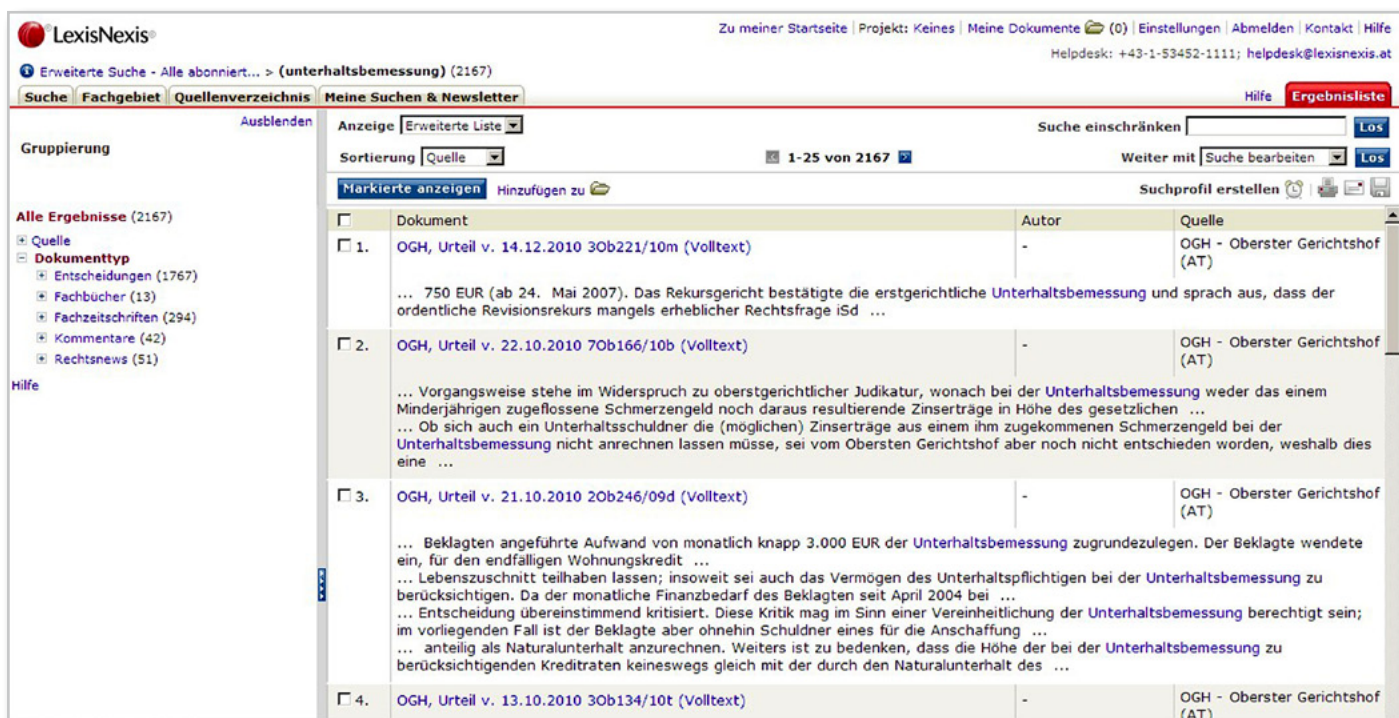 LexisNexis®
Zu meiner Startseite | Projekt: Keines | Meine Dokumente (0) | Einstellungen | Abmelden | Kontakt | Hilfe
Helpdesk: +43-1-53452-1111; helpdesk@lexisnexis.at
Erweiterte Suche - Alle abonniert... > (unterhaltsbemessung) (2167)
Suche Fachgebiet Quellenverzeichnis Meine Suchen & Newsletter Hilfe Ergebnisliste
Ausblenden
Gruppierung
Alle Ergebnisse (2167)
Quelle
Dokumenttyp
Entscheidungen (1767)
Fachbücher (13)
Fachzeitschriften (294)
Kommentare (42)
Rechtsnews (51)
Hilfe
Anzeige Erweiterte Liste Suche einschränken Los
Sortierung Quelle 1-25 von 2167 Weiter mit Suche bearbeiten Los
Markierte anzeigen Hinzufügen zu Suchprofil erstellen
Dokument Autor Quelle
1. OGH, Urteil v. 14.12.2010 3Ob221/10m (Volltext) - OGH - Oberster Gerichtshof
(AT)
... 750 EUR (ab 24. Mai 2007). Das Rekursgericht bestätigte die erstgerichtliche Unterhaltsbemessung und sprach aus, dass der
ordentliche Revisionsrekurs mangels erheblicher Rechtsfrage iSd ...
2. OGH, Urteil v. 22.10.2010 7Ob166/10b (Volltext) - OGH - Oberster Gerichtshof
(AT)
... Vorgangsweise stehe im Widerspruch zu oberstgerichtlicher Judikatur, wonach bei der Unterhaltsbemessung weder das einem
Minderjährigen zugeflossene Schmerzengeld noch daraus resultierende Zinserträge in Höhe des gesetzlichen ...
... Ob sich auch ein Unterhaltsschuldner die (möglichen) Zinserträge aus einem ihm zugekommenen Schmerzengeld bei der
Unterhaltsbemessung nicht anrechnen lassen müsse, sei vom Obersten Gerichtshof aber noch nicht entschieden worden, weshalb dies
eine ...
3. OGH, Urteil v. 21.10.2010 2Ob246/09d (Volltext) - OGH - Oberster Gerichtshof
(AT)
... Beklagten angeführte Aufwand von monatlich knapp 3.000 EUR der Unterhaltsbemessung zugrundezulegen. Der Beklagte wendete
ein, für den endfälligen Wohnungskredit ...
... Lebenszuschnitt teilhaben lassen; insoweit sei auch das Vermögen des Unterhaltspflichtigen bei der Unterhaltsbemessung zu
berücksichtigen. Da der monatliche Finanzbedarf des Beklagten seit April 2004 bei ...
... Entscheidung übereinstimmend kritisiert. Diese Kritik mag im Sinn einer Vereinheitlichung der Unterhaltsbemessung berechtigt sein;
im vorliegenden Fall ist der Beklagte aber ohnehin Schuldner eines für die Anschaffung ...
... anteilig als Naturalunterhalt anzurechnen. Weiters ist zu bedenken, dass die Höhe der bei der Unterhaltsbemessung zu
berücksichtigenden Kreditraten keineswegs gleich mit der durch den Naturalunterhalt des ...
4. OGH, Urteil v. 13.10.2010 3Ob134/10t (Volltext) - OGH - Oberster Gerichtshof
(AT)